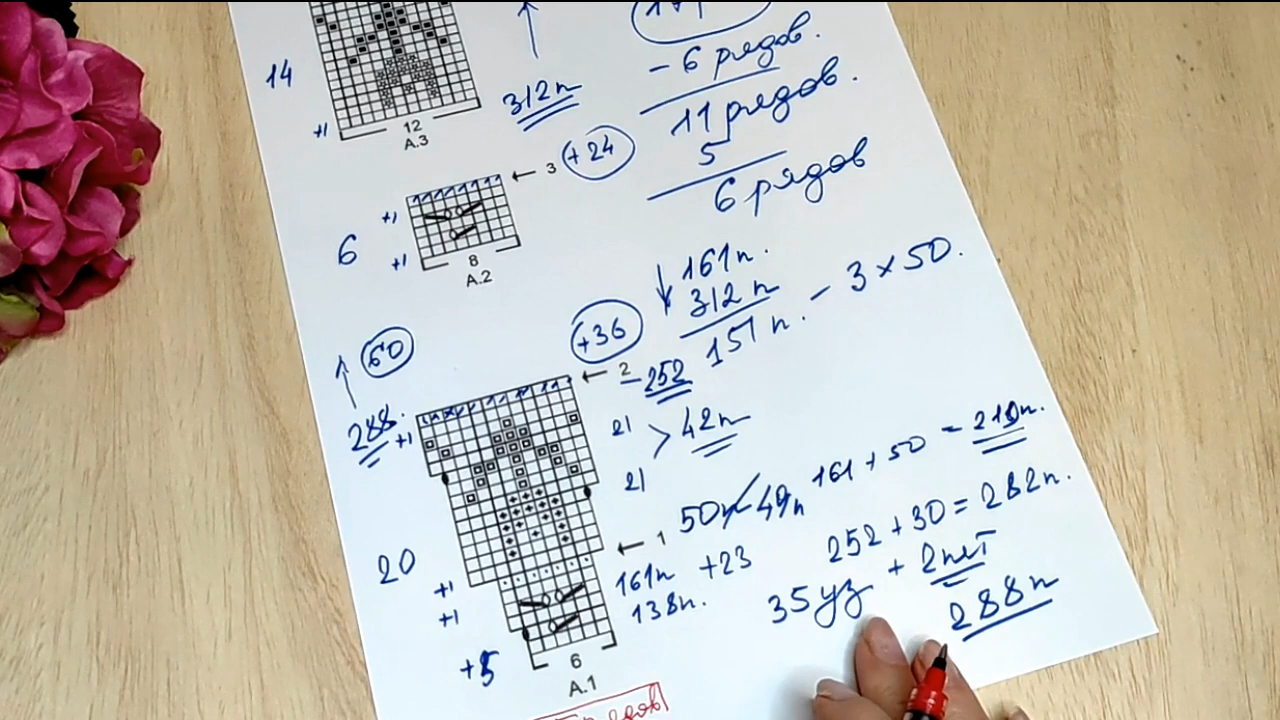 14
+1
12
A.3
312п
- 6 рядов.
11 рядов.
5
6 рядов
3
+24
+1
6
+1
8
A.2
161п.
312п
151п. - 3 × 50.
60
+36
2
- 252
288.
+1
21
> 42п
21
50п 49п
161 + 50 = 210п.
1
252 + 30 = 282п.
20
+1
161п +23
138п.
+1
35 уз + 2пет
288п
+5
6
A.1